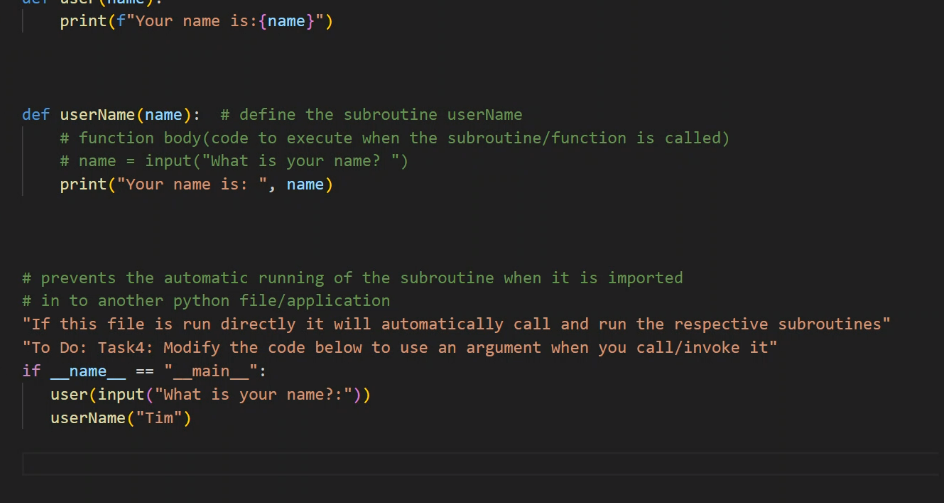 def user(name):
print(f"Your name is:{name}")
def userName(name):  # define the subroutine userName
# function body(code to execute when the subroutine/function is called)
# name = input("What is your name? ")
print("Your name is: ", name)
# prevents the automatic running of the subroutine when it is imported
# in to another python file/application
"If this file is run directly it will automatically call and run the respective subroutines"
"To Do: Task4: Modify the code below to use an argument when you call/invoke it"
if __name__ == "__main__":
user(input("What is your name?:"))
userName("Tim")